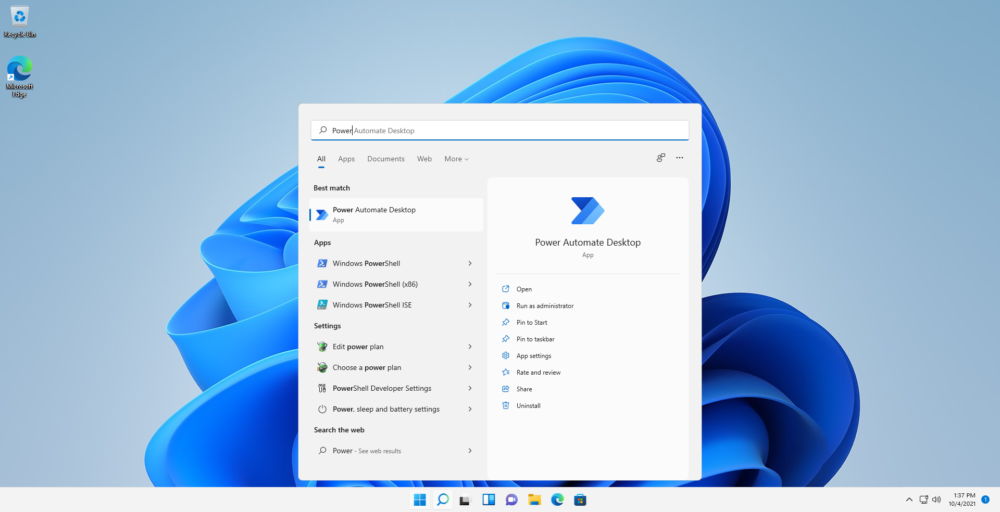 Recycle Bin
Microsoft
Edge
Power Automate Desktop
All Apps Documents Web More
Best match
Power Automate Desktop
App
Apps
Windows PowerShell
Windows PowerShell (x86)
Windows PowerShell ISE
Settings
Edit power plan
Choose a power plan
PowerShell Developer Settings
Power, sleep and battery settings
Search the web
Power - See web results
Power Automate Desktop
App
Open
Run as administrator
Pin to Start
Pin to taskbar
App settings
Rate and review
Share
Uninstall
1:37 PM
10/4/2021
1